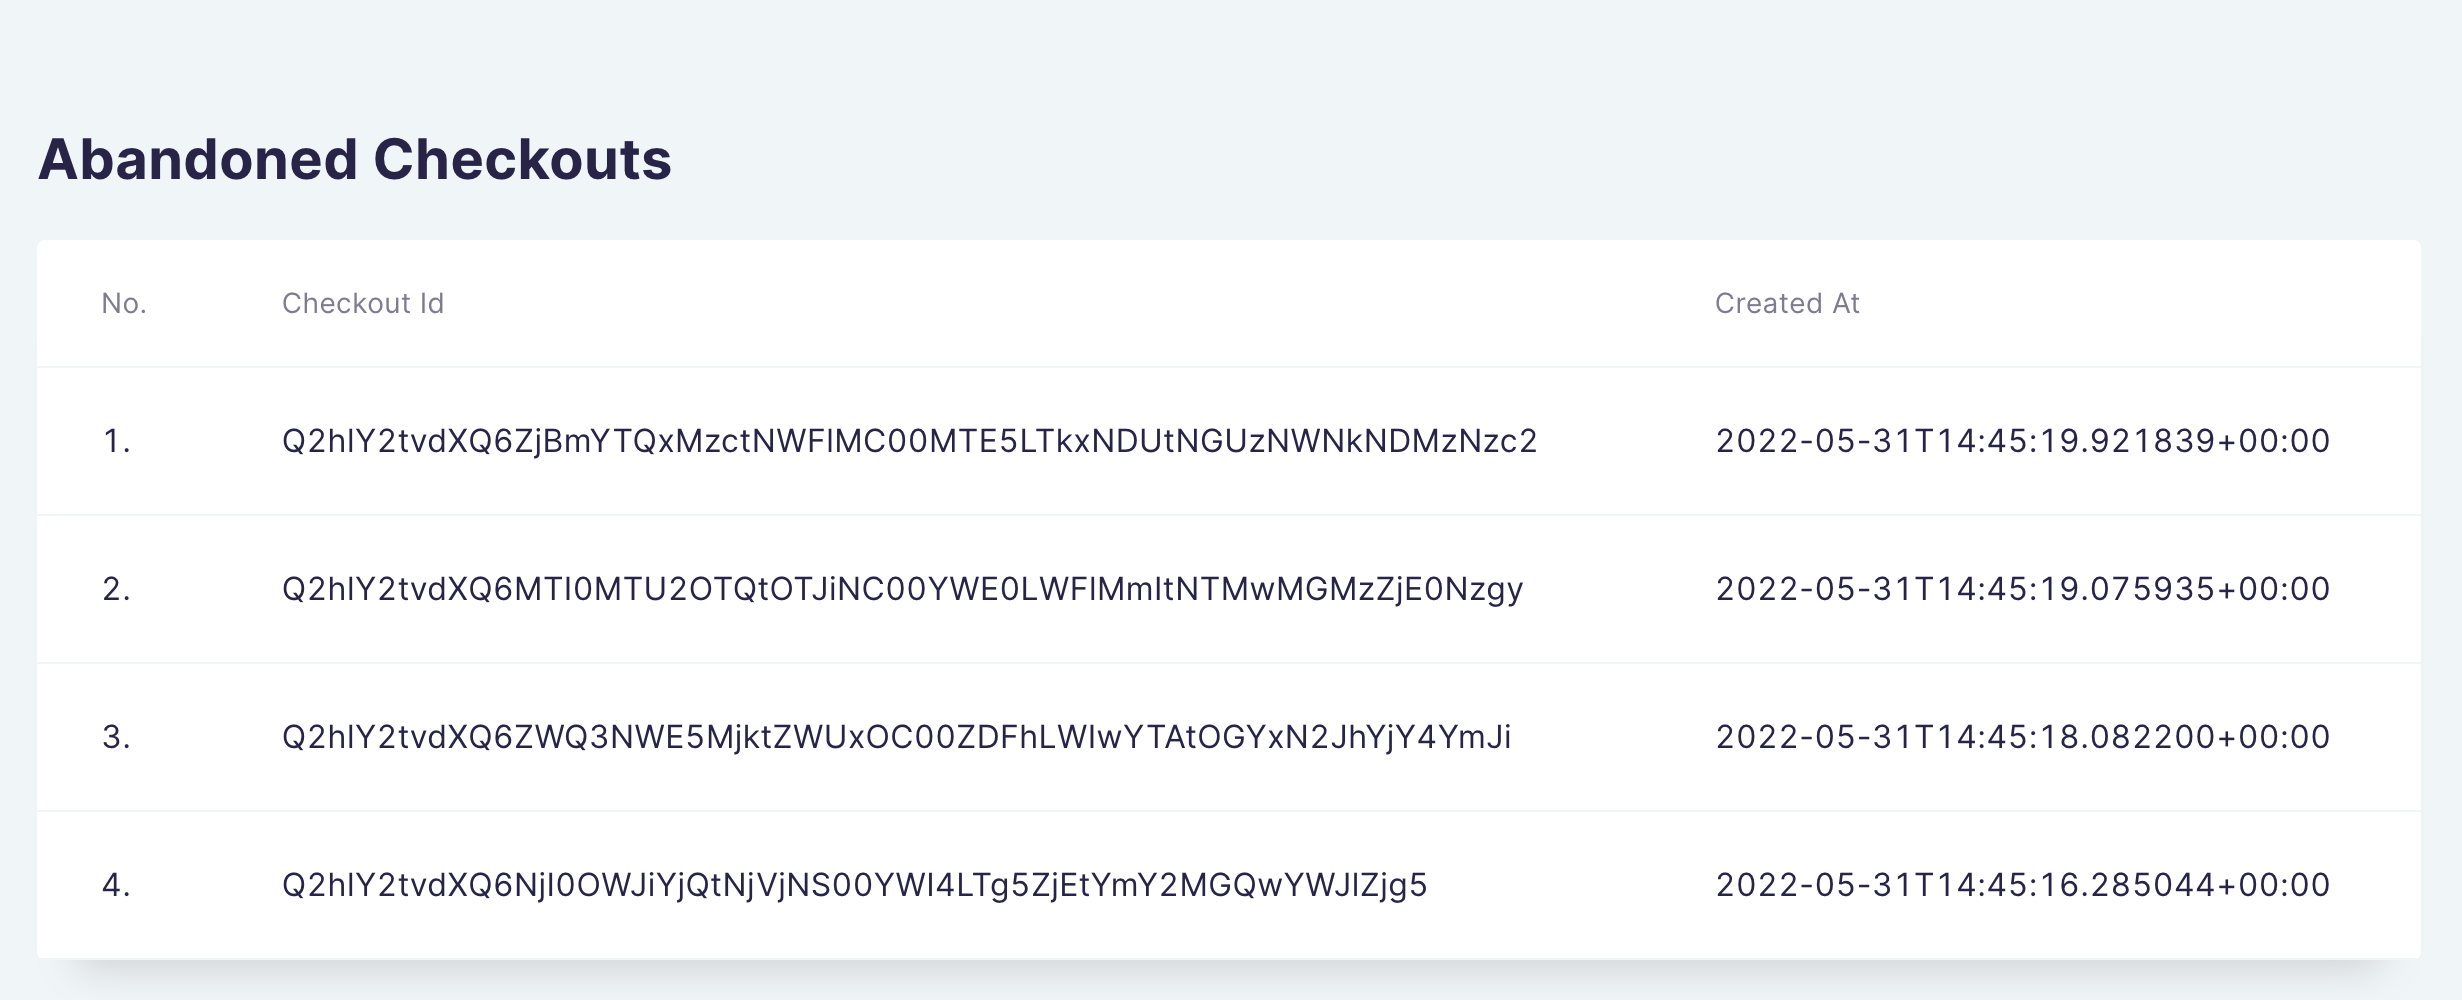 Abandoned Checkouts
No. Checkout Id Created At
1. Q2hlY2tvdXQ6ZjBmYTQxMzctNWFlMC00MTE5LTkxNDUtNGUzNWNkNDMzNzc2 2022-05-31T14:45:19.921839+00:00
2. Q2hlY2tvdXQ6MTI0MTU2OTQtOTJiNC00YWE0LWFlMmItNTMwMGMzZjE0Nzgy 2022-05-31T14:45:19.075935+00:00
3. Q2hlY2tvdXQ6ZWQ3NWE5MjktZWUxOC00ZDFhLWIwYTAtOGYxN2JhYjY4YmJi 2022-05-31T14:45:18.082200+00:00
4. Q2hlY2tvdXQ6NjI0OWJiYjQtNjVjNS00YWI4LTg5ZjEtYmY2MGQwYWJlZjg5 2022-05-31T14:45:16.285044+00:00